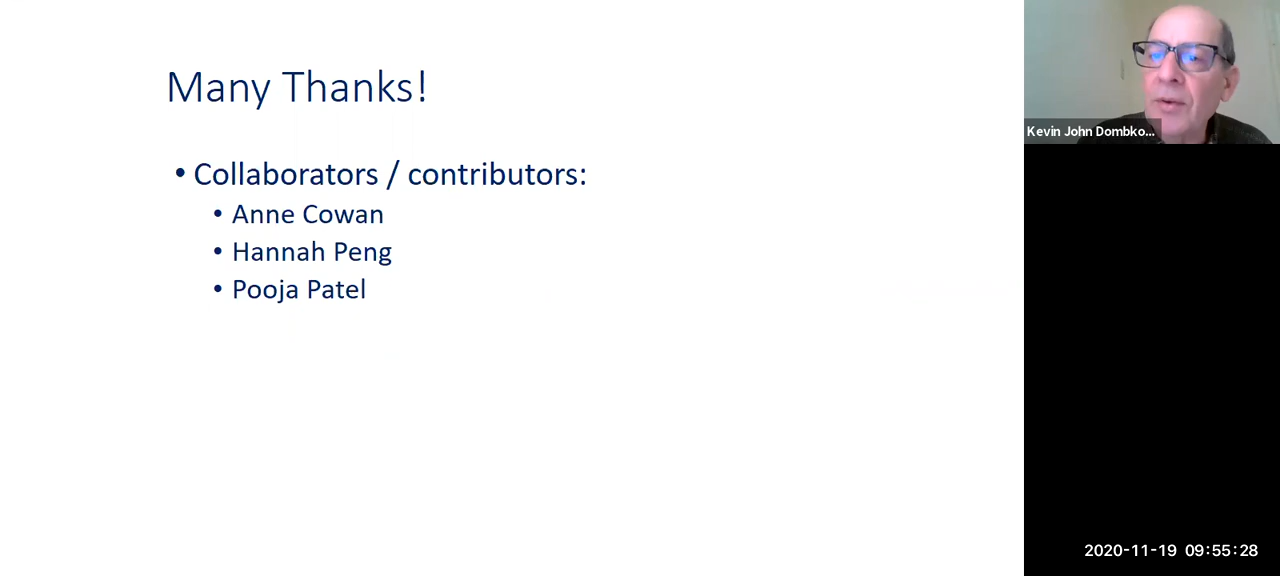 Many Thanks!
• Collaborators / contributors:
• Anne Cowan
• Hannah Peng
• Pooja Patel
Kevin John Dombko...
2020-11-19 09:55:28